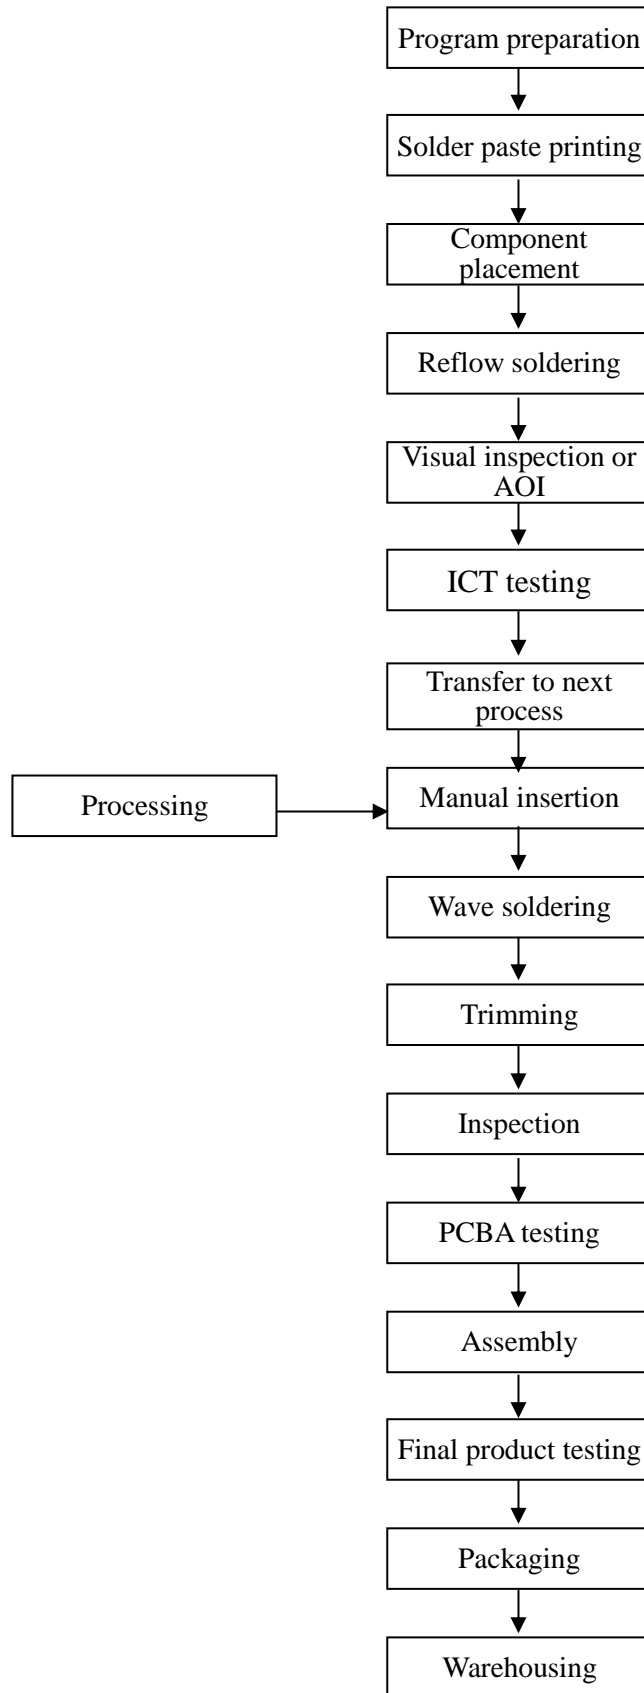 Program preparation
Solder paste printing
Component
placement
Reflow soldering
Visual inspection or
AOI
ICT testing
Transfer to next
process
Processing
Manual insertion
Wave soldering
Trimming
Inspection
PCBA testing
Assembly
Final product testing
Packaging
Warehousing